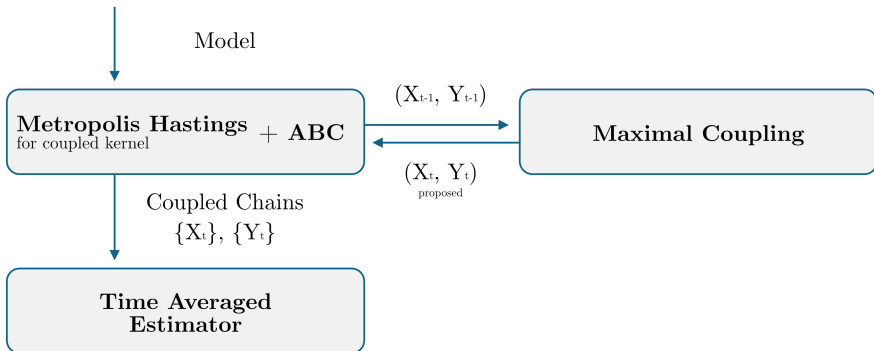 Model
Metropolis Hastings + ABC
for coupled kernel
(Xt-1, Yt-1)
Maximal Coupling
(Xt, Yt)
proposed
Coupled Chains
{Xt}, {Yt}
Time Averaged
Estimator